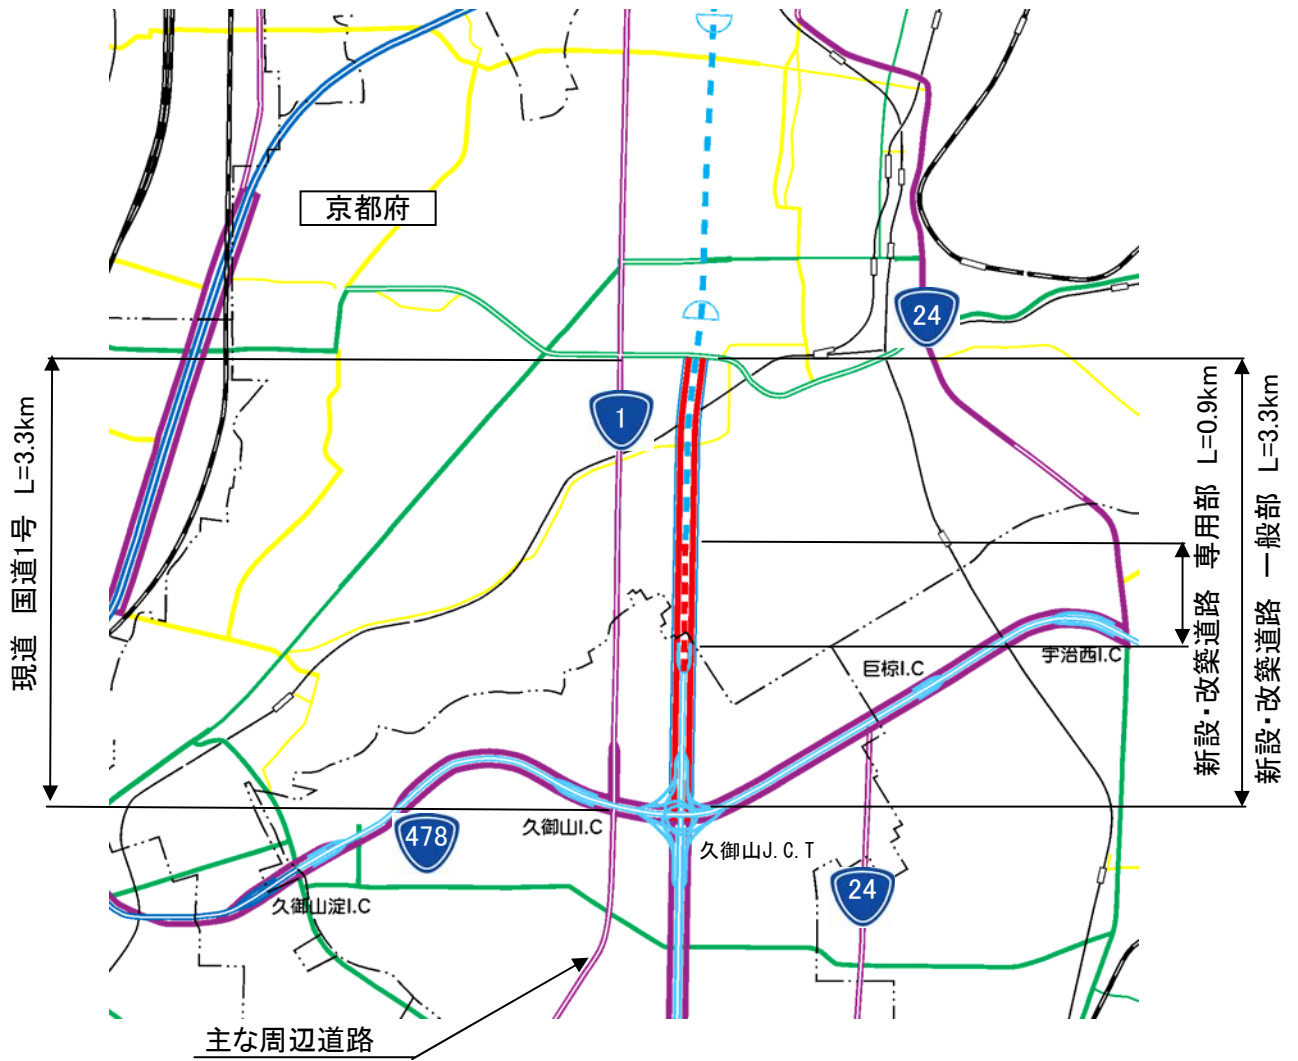 京都府
24
1
現道　国道1号　L=3.3km
新設・改築道路　専用部　L=0.9km
新設・改築道路　一般部　L=3.3km
宇治西I.C
巨椋I.C
久御山I.C
478
久御山J.C.T
24
久御山淀I.C
主な周辺道路